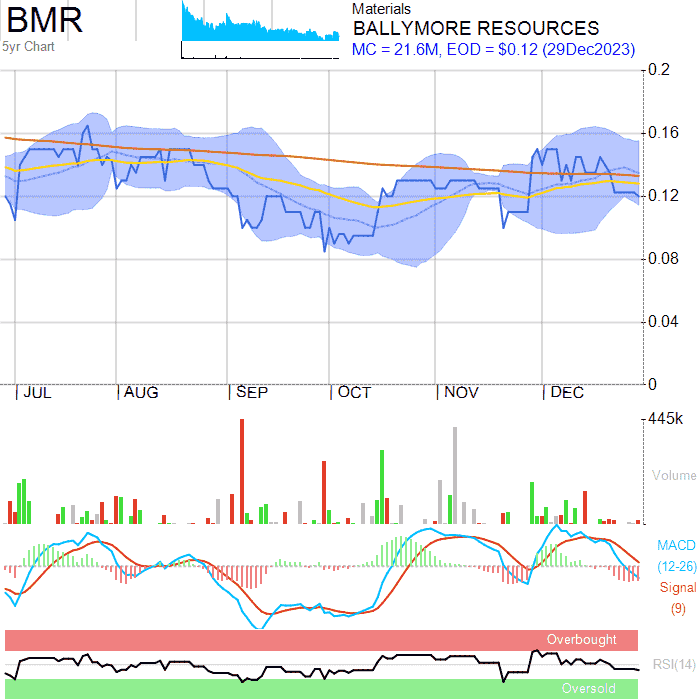 BMR
5yr Chart
Materials
BALLYMORE RESOURCES
MC = 21.6M, EOD = $0.12 (29Dec2023)
0.2
0.16
0.12
0.08
0.04
0
JUL
AUG
SEP
OCT
NOV
DEC
445k
Volume
MACD
(12-26)
Signal
(9)
Overbought
RSI(14)
Oversold